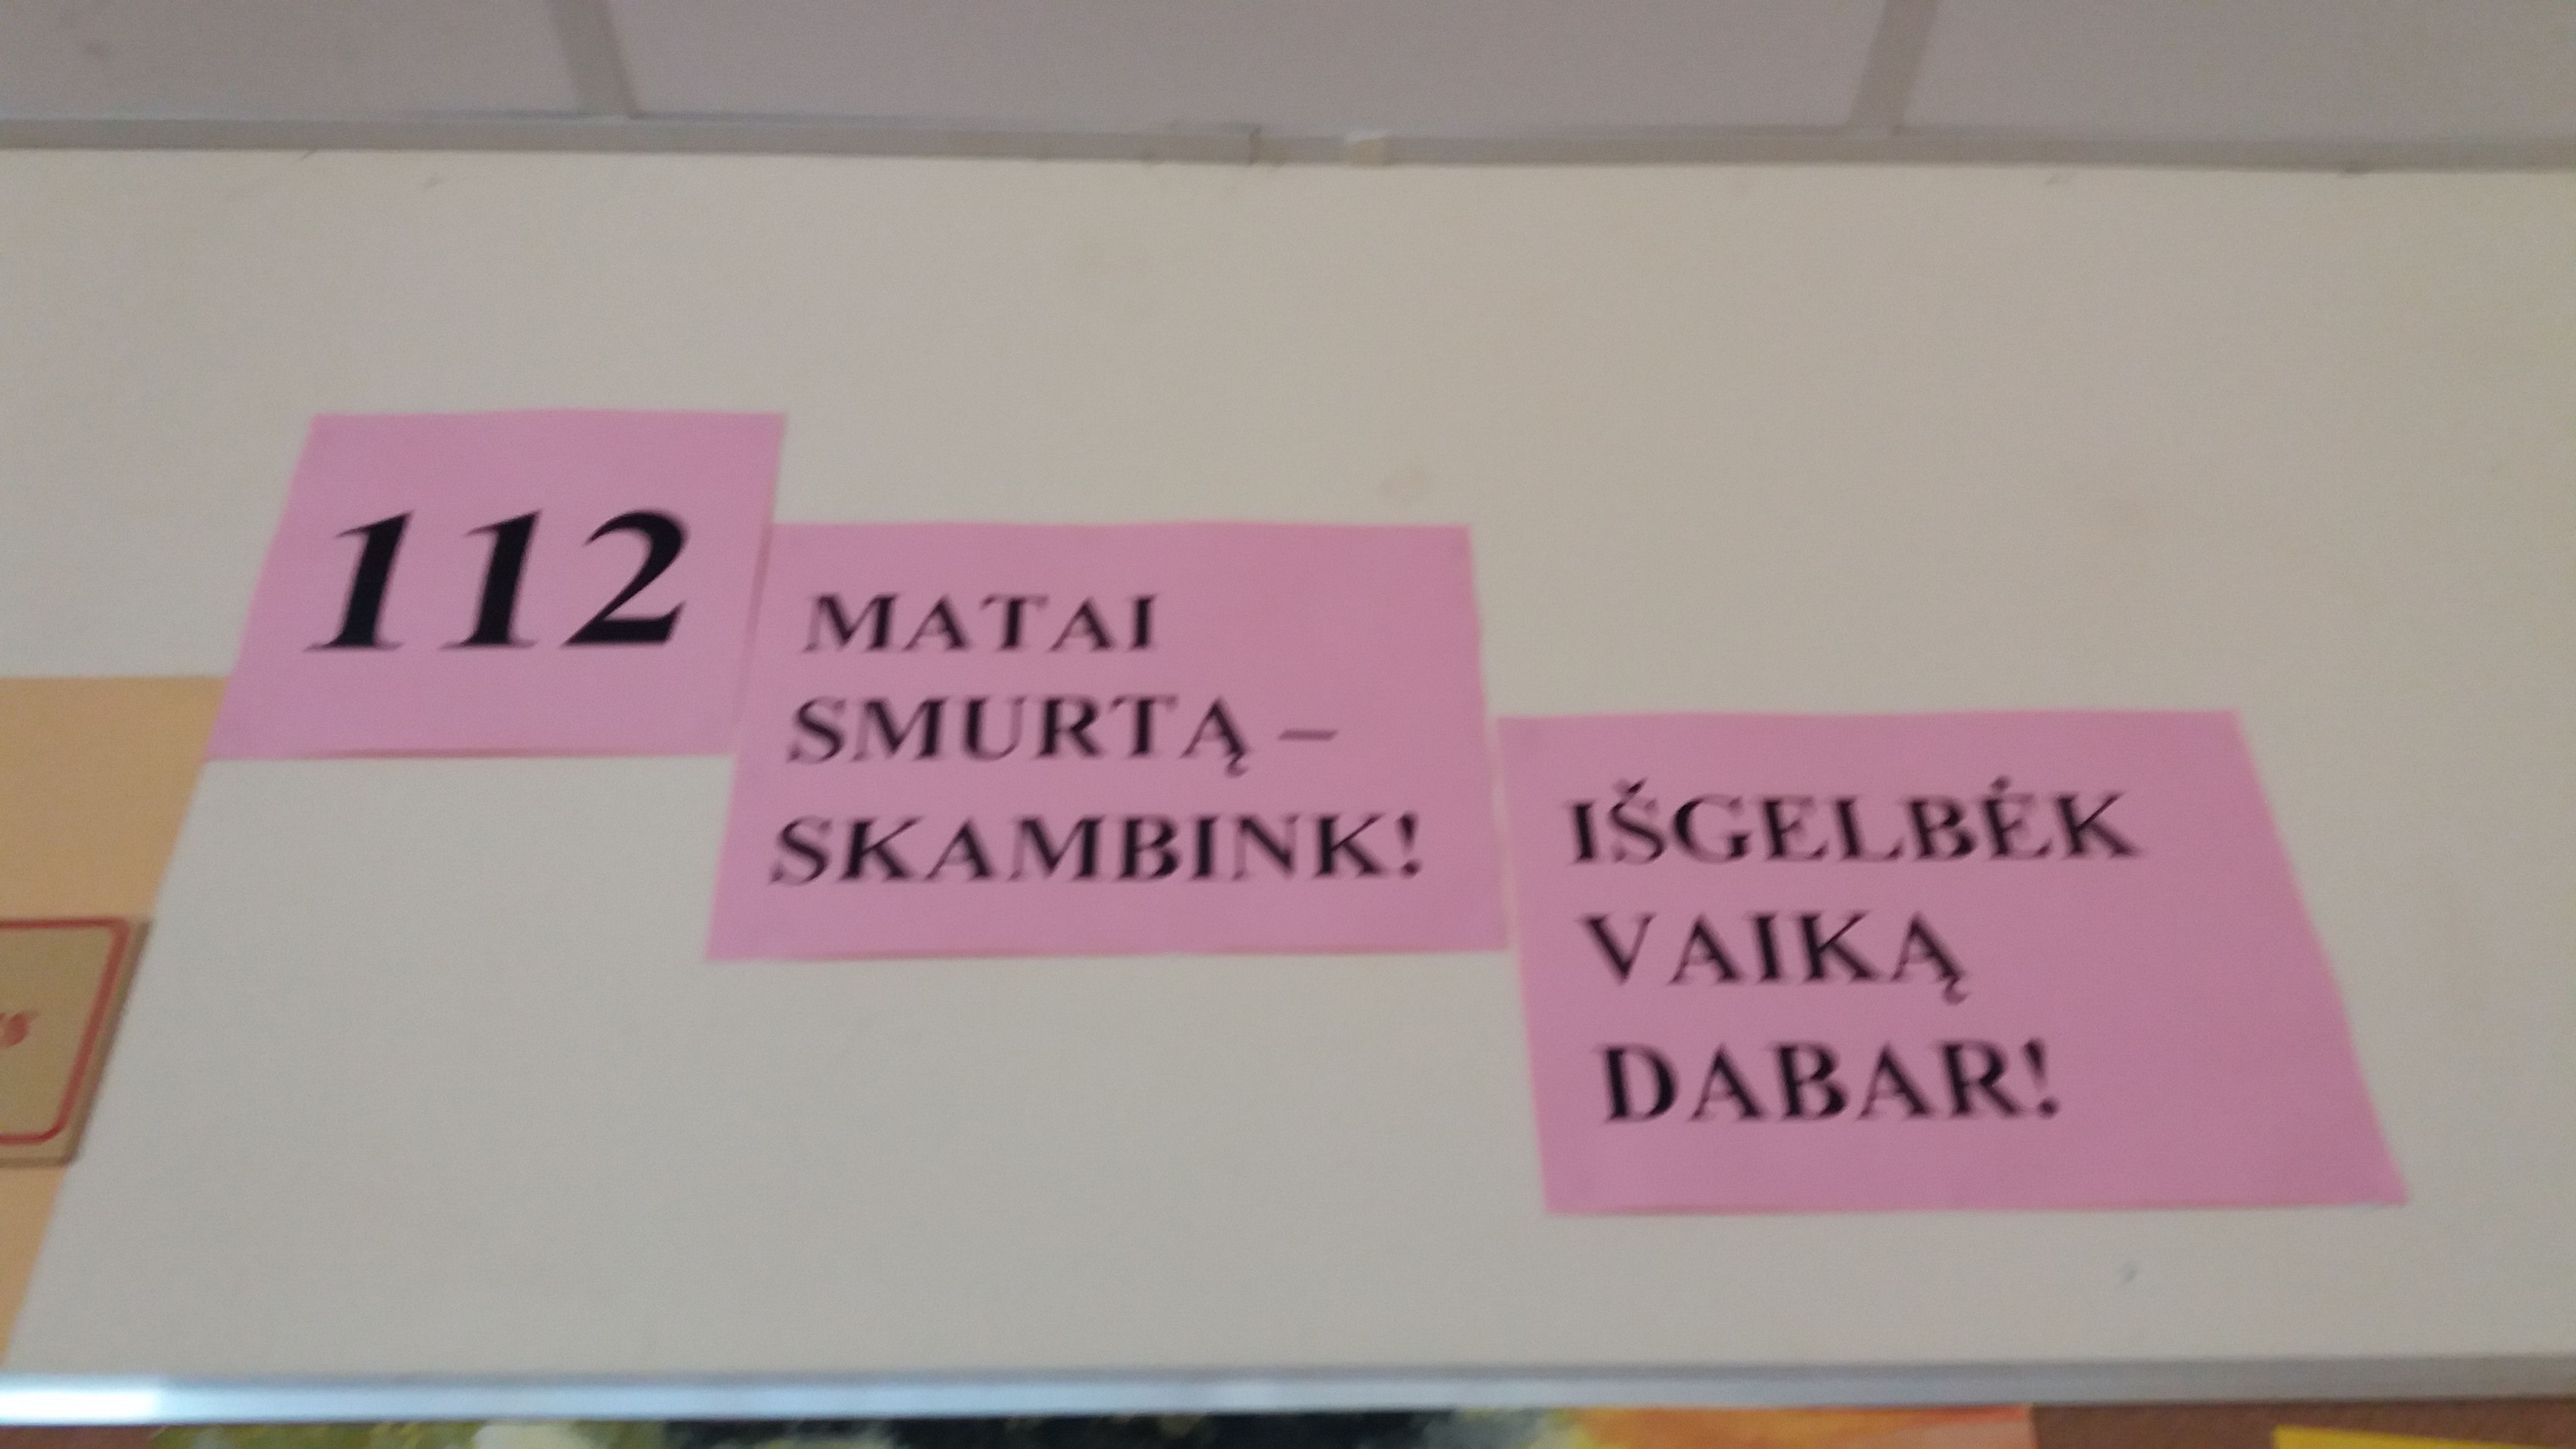 112
MATAI
SMURTĄ –
SKAMBINK!
IŠGELBĖK
VAIKĄ
DABAR!